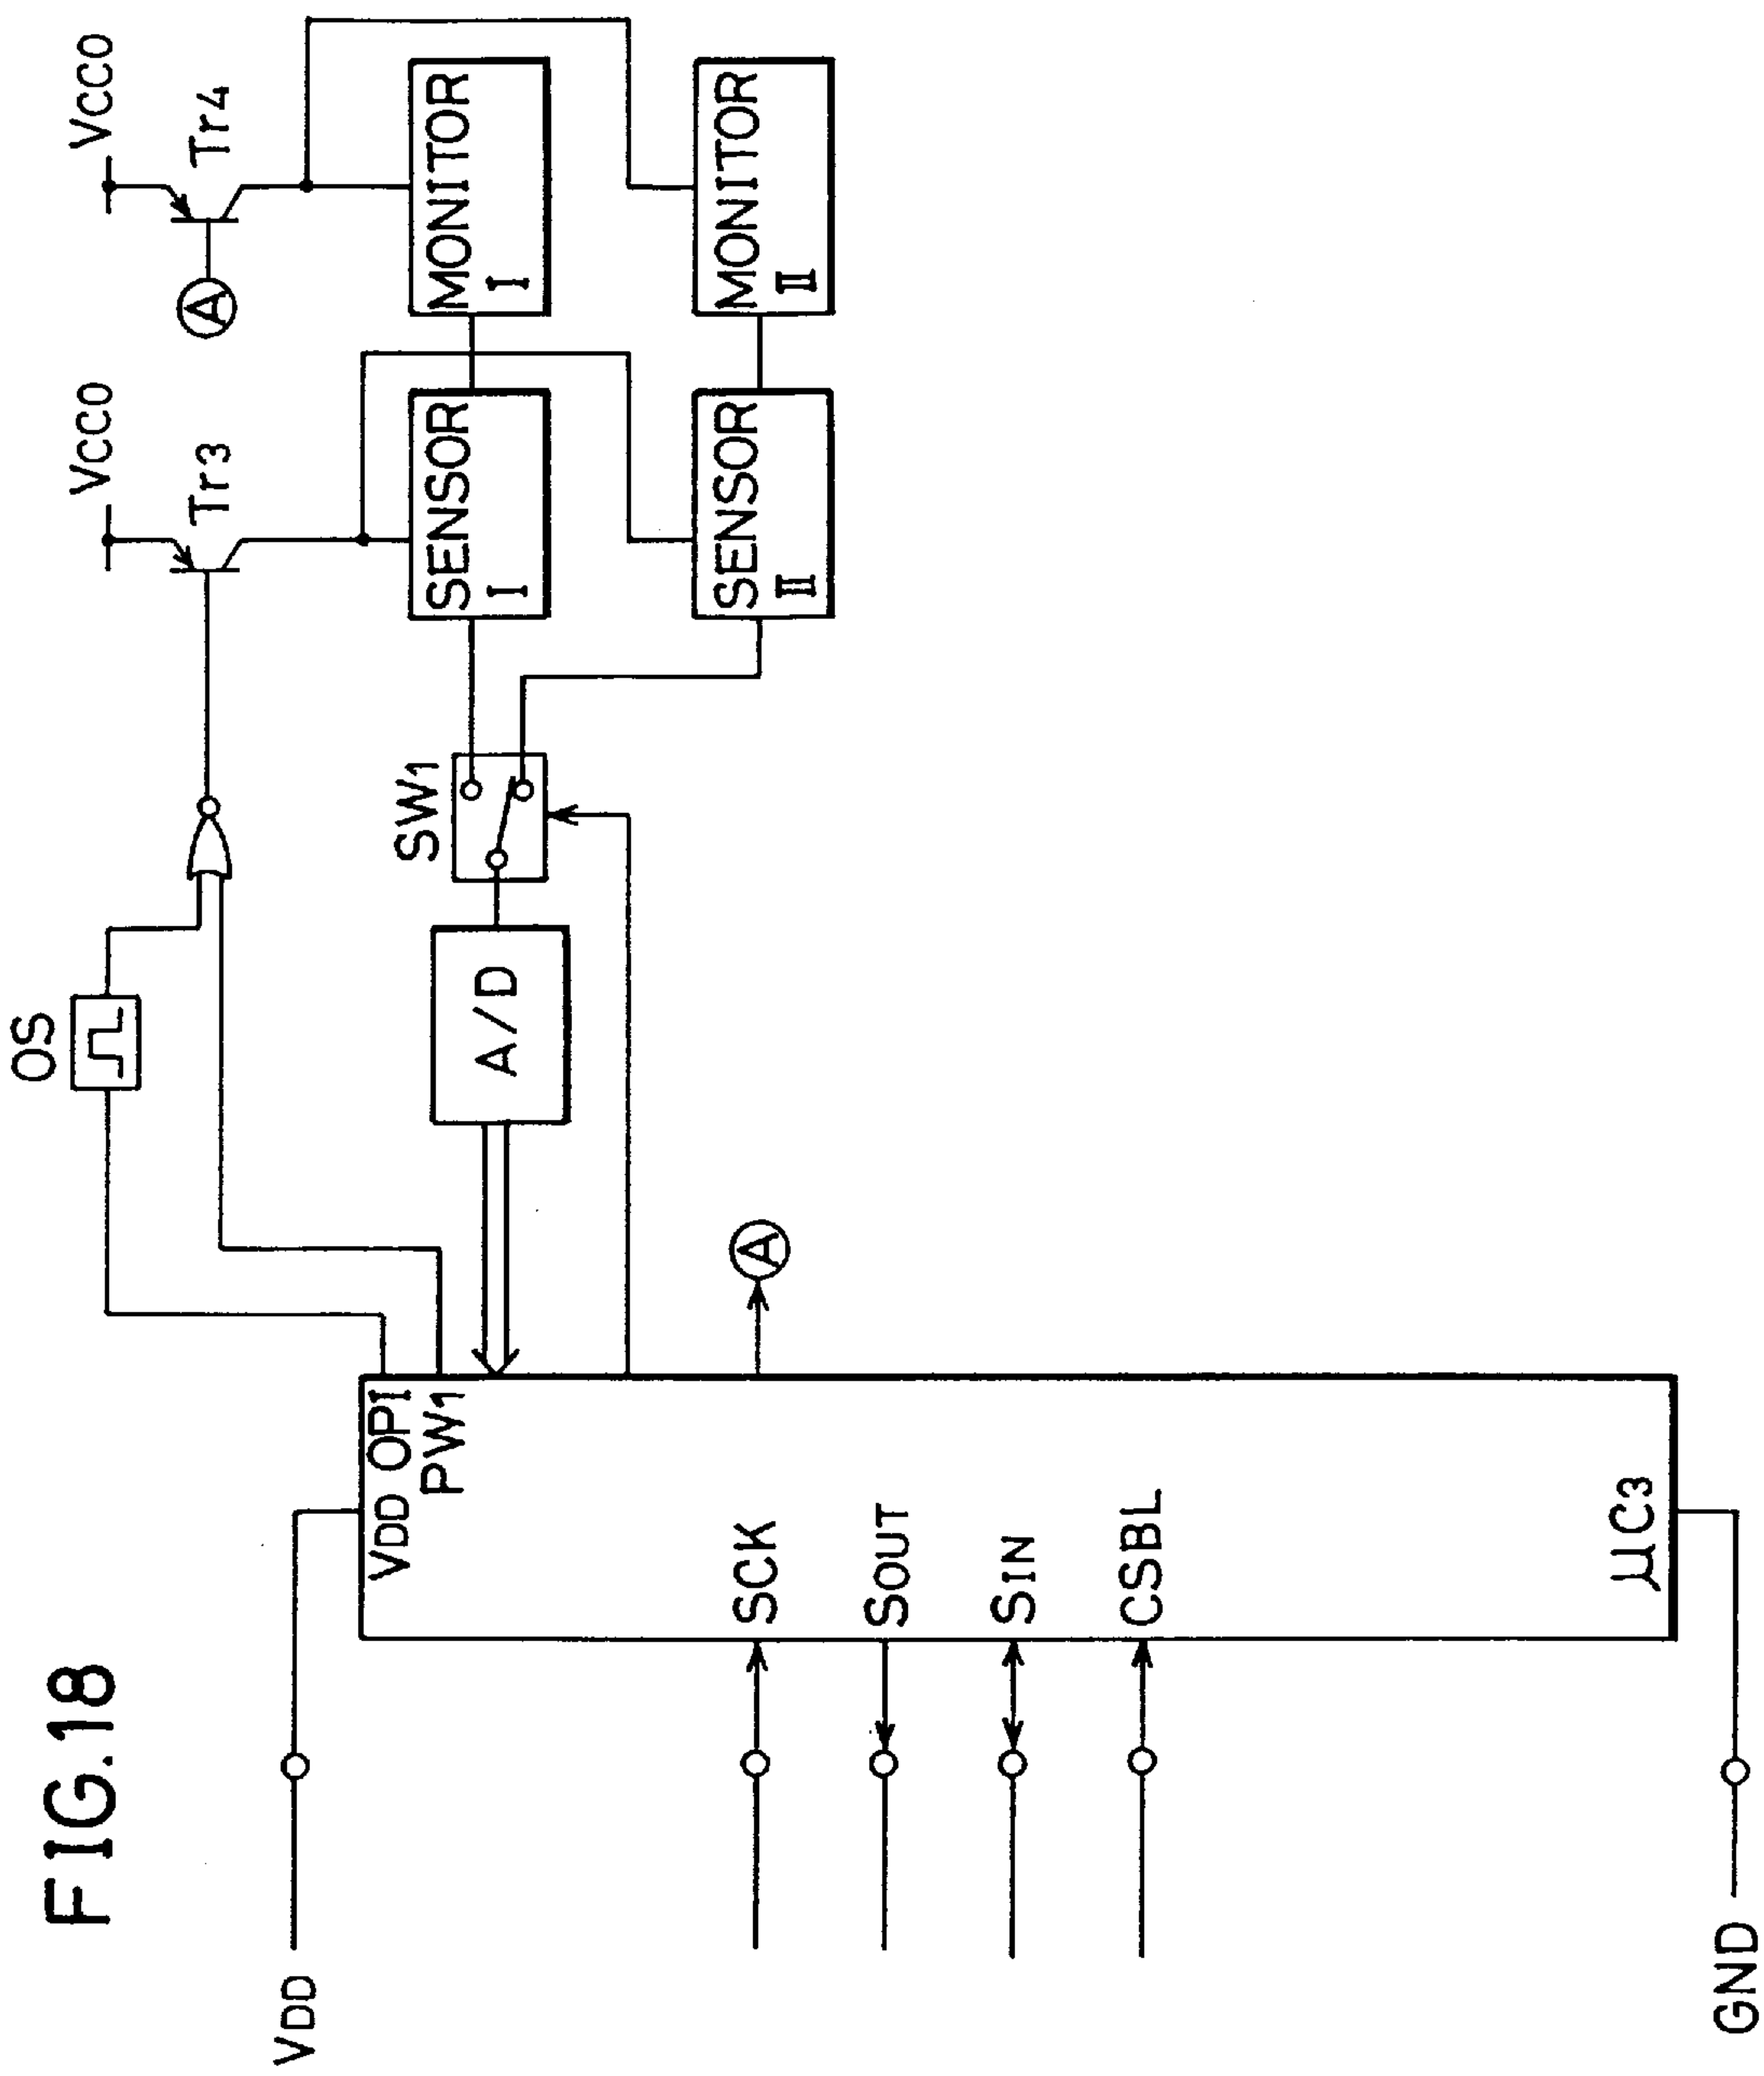 FIG.18
VCCO
VCCO
OS
Tr3
Tr4
A
VDD
VDD OPI
PW1
A/D
SW1
SENSOR
I
MONITOR
I
SENSOR
II
MONITOR
II
A
SCK
SOUT
SIN
CSBL
μC3
GND